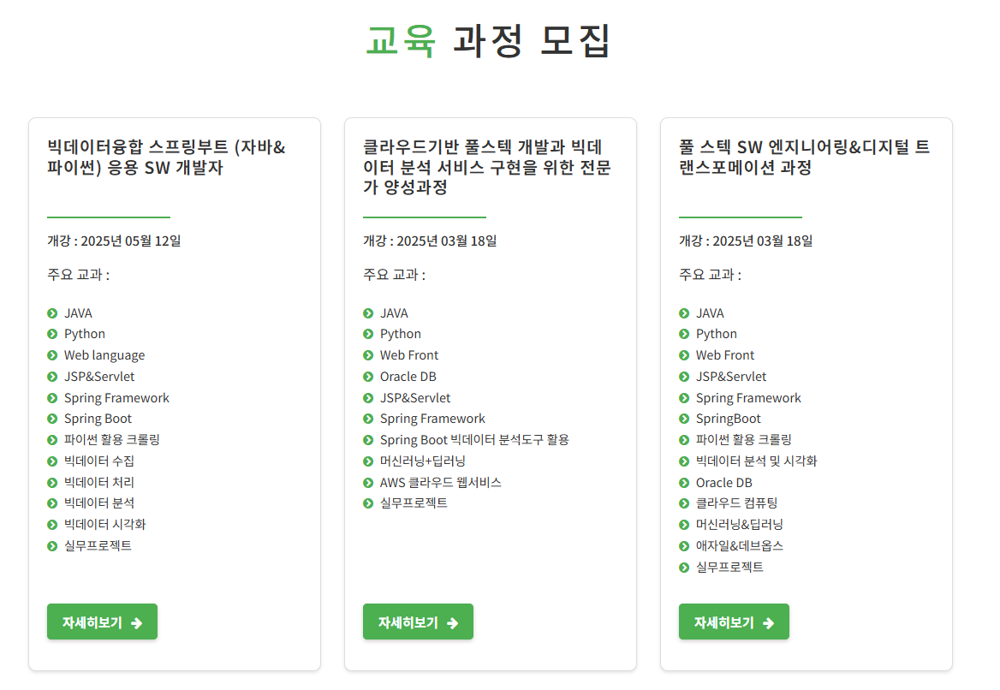 교육 과정 모집
빅데이터융합 스프링부트 (자바&
파이썬) 응용 SW 개발자
개강 : 2025년 05월 12일
주요 교과 :
JAVA
Python
Web language
JSP&Servlet
Spring Framework
Spring Boot
파이썬 활용 크롤링
빅데이터 수집
빅데이터 처리
빅데이터 분석
빅데이터 시각화
실무프로젝트
자세히보기
클라우드기반 풀스텍 개발과 빅데
이터 분석 서비스 구현을 위한 전문
가 양성과정
개강 : 2025년 03월 18일
주요 교과 :
JAVA
Python
Web Front
Oracle DB
JSP&Servlet
Spring Framework
Spring Boot 빅데이터 분석도구 활용
머신러닝+딥러닝
AWS 클라우드 웹서비스
실무프로젝트
자세히보기
풀 스텍 SW 엔지니어링&디지털 트
랜스포메이션 과정
개강 : 2025년 03월 18일
주요 교과 :
JAVA
Python
Web Front
JSP&Servlet
Spring Framework
SpringBoot
파이썬 활용 크롤링
빅데이터 분석 및 시각화
Oracle DB
클라우드 컴퓨팅
머신러닝&딥러닝
애자일&데브옵스
실무프로젝트
자세히보기